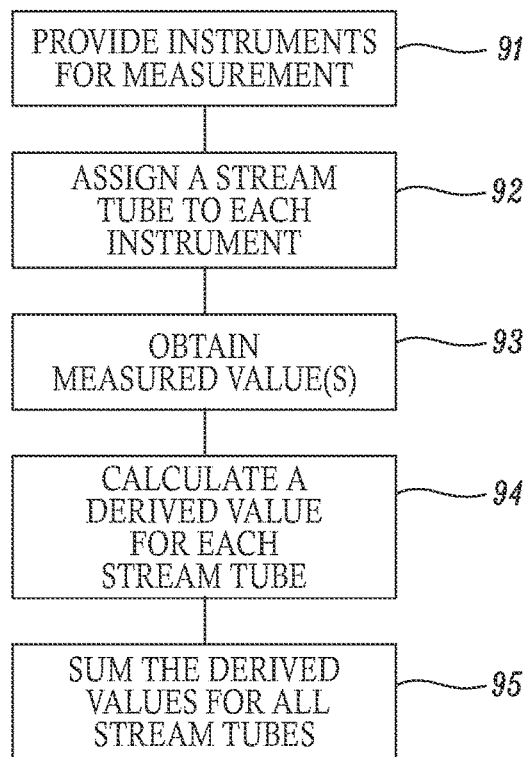 PROVIDE INSTRUMENTS
FOR MEASUREMENT
91
ASSIGN A STREAM
TUBE TO EACH
INSTRUMENT
92
OBTAIN
MEASURED VALUE(S)
93
CALCULATE A
DERIVED VALUE
FOR EACH
STREAM TUBE
94
SUM THE DERIVED
VALUES FOR ALL
STREAM TUBES
95